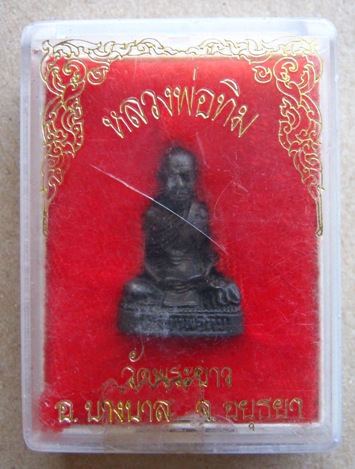 หลวงพ่อทิม
วัดพระขาว
อ. บางบาล จ. อยุธยา